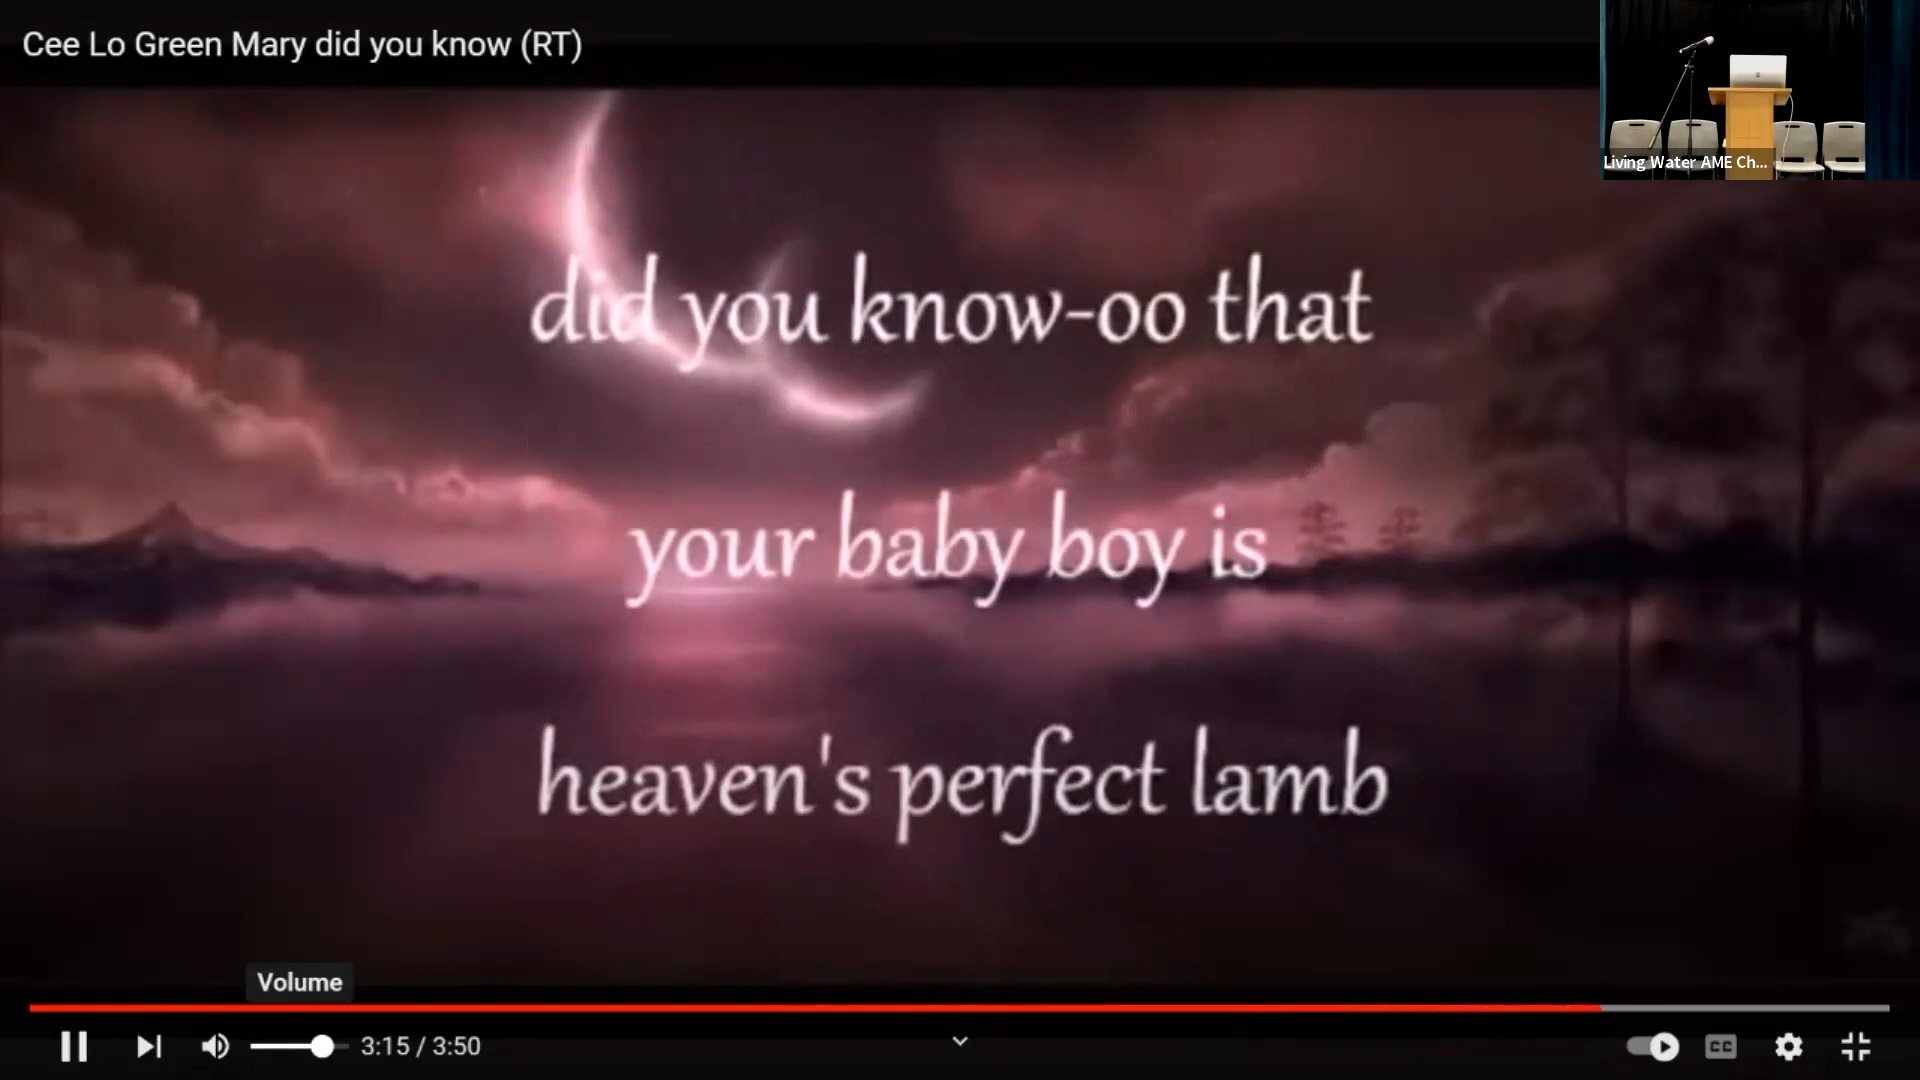 Cee Lo Green Mary did you know (RT)
Living Water AME Ch...
did you know-oo that
your baby boy is
heaven's perfect lamb
Volume
3:15 / 3:50
CC